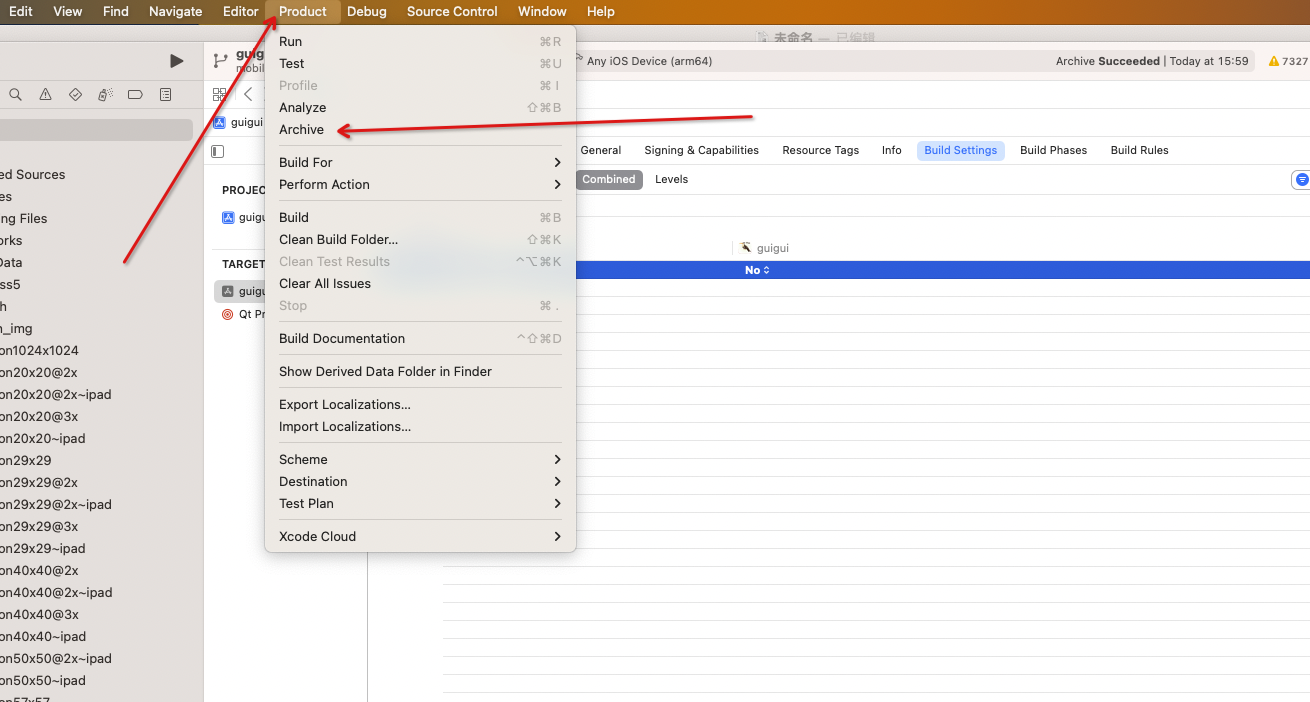 Edit View Find Navigate Editor Product Debug Source Control Window Help
未命名 — 已编辑
guig
mobil
Any iOS Device (arm64)
Archive Succeeded | Today at 15:59
7327
guigui
General Signing & Capabilities Resource Tags Info Build Settings Build Phases Build Rules
Combined Levels
PROJEC
guigu
TARGET
guigu
Qt Pr
guigui
No
Run ⌘R
Test ⌘U
Profile ⌘I
Analyze ⇧⌘B
Archive
Build For
Perform Action
Build ⌘B
Clean Build Folder... ⇧⌘K
Clean Test Results ^⌥⌘K
Clear All Issues
Stop ⌘.
Build Documentation ^⇧⌘D
Show Derived Data Folder in Finder
Export Localizations...
Import Localizations...
Scheme
Destination
Test Plan
Xcode Cloud
ed Sources
es
ng Files
orks
Data
ss5
h
n_img
on1024x1024
on20x20@2x
on20x20@2x~ipad
on20x20@3x
on20x20~ipad
on29x29
on29x29@2x
on29x29@2x~ipad
on29x29@3x
on29x29~ipad
on40x40@2x
on40x40@2x~ipad
on40x40@3x
on40x40~ipad
on50x50@2x~ipad
on50x50~ipad
on57x57